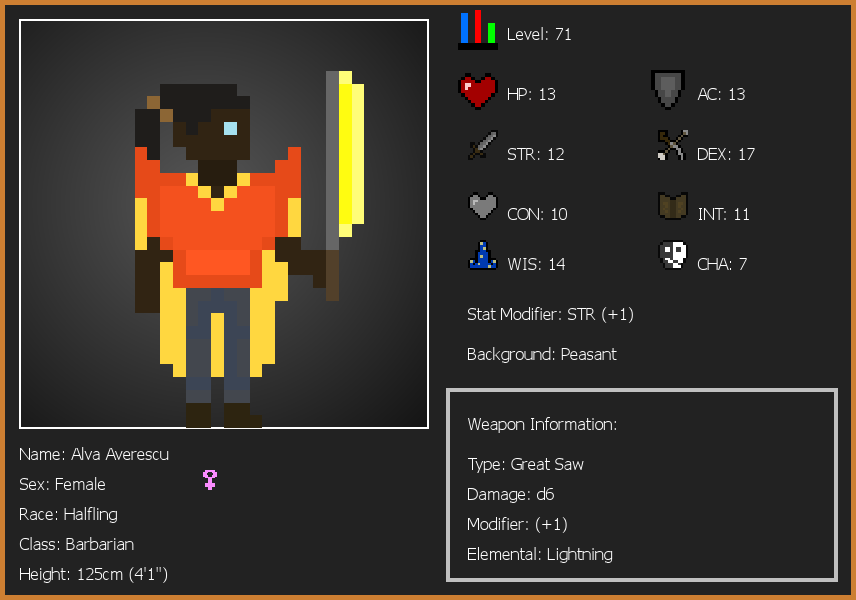 Level: 71
HP: 13
AC: 13
STR: 12
DEX: 17
CON: 10
INT: 11
WIS: 14
CHA: 7
Stat Modifier: STR (+1)
Background: Peasant
Weapon Information:
Type: Great Saw
Damage: d6
Modifier: (+1)
Elemental: Lightning
Name: Alva Averescu
Sex: Female
Race: Halfling
Class: Barbarian
Height: 125cm (4'1")